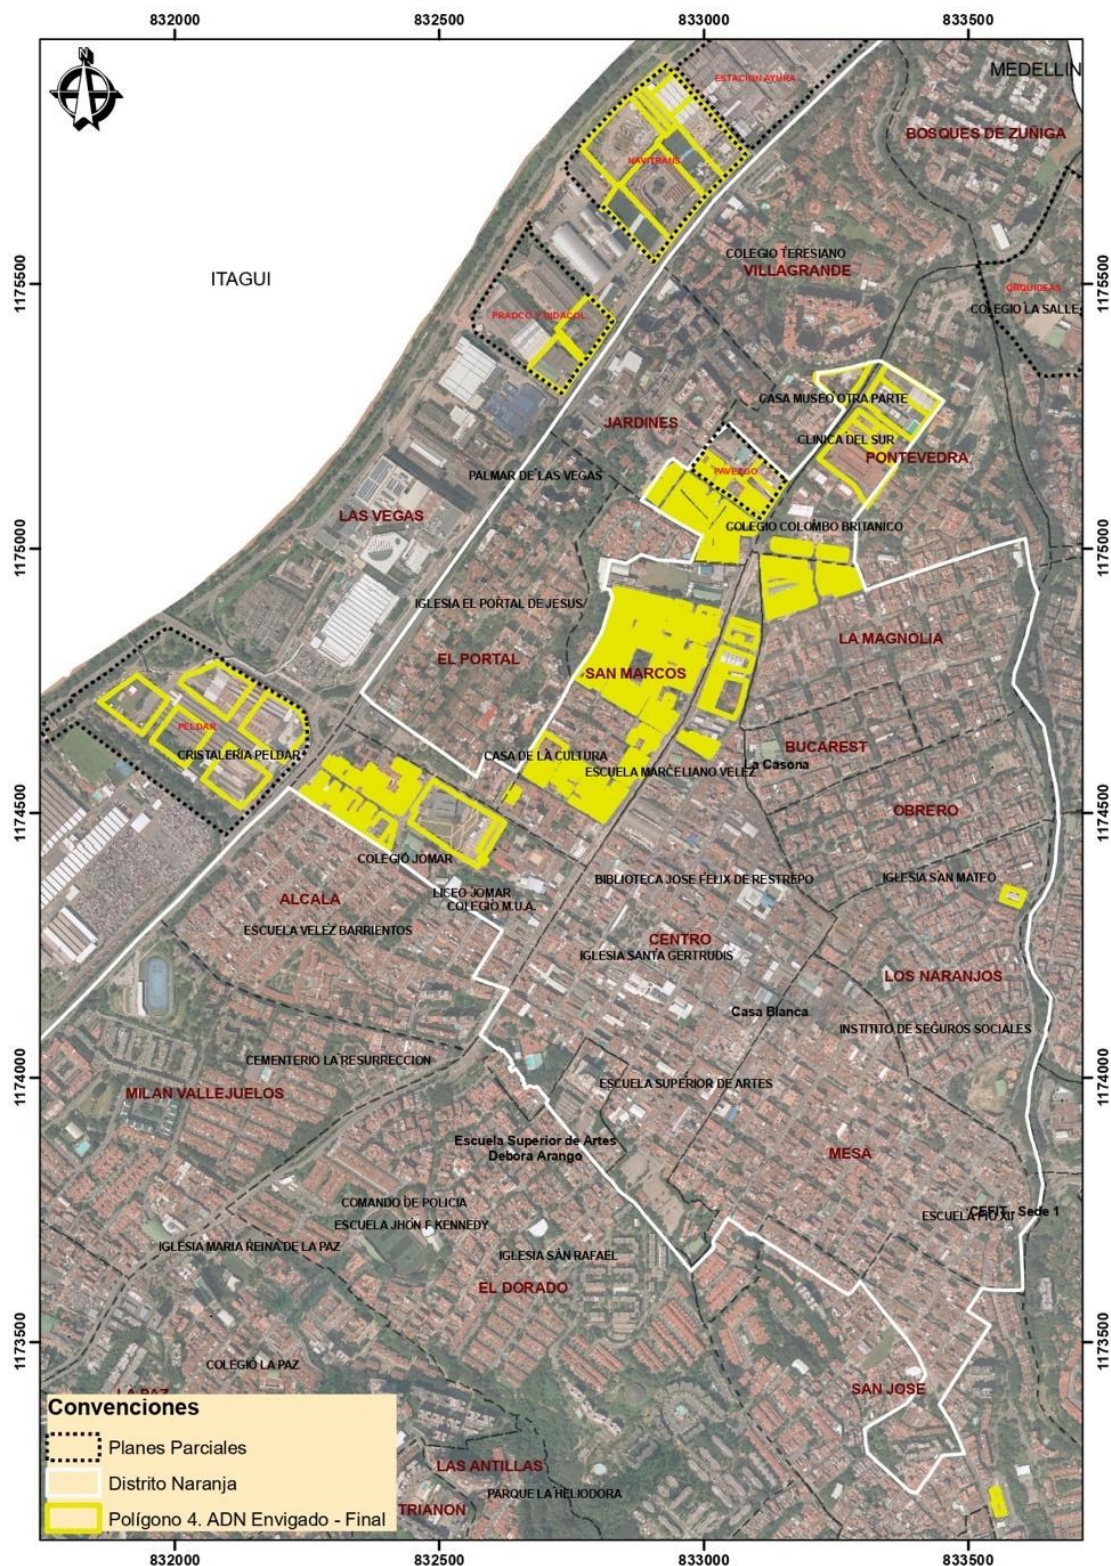 832000
832500
833000
833500
N
MEDELLIN
ESTACION AYURA
BOSQUES DE ZUÑIGA
NAVITRANS
COLEGIO TERESIANO
VILLAGRANDE
1175500
ITAGUI
1175500
ORQUIDEAS
COLEGIO LA SALLE
PRADCO Y DIDACOL
CASA MUSEO OTRA PARTE
JARDINES
CLINICA DEL SUR
PONTEVEDRA
PALMAR DE LAS VEGAS
PAVEZGO
LAS VEGAS
COLEGIO COLOMBO BRITANICO
1175000
1175000
IGLESIA EL PORTAL DE JESUS
LA MAGNOLIA
EL PORTAL
SAN MARCOS
PELDAR
CRISTALERIA PELDAR
CASA DE LA CULTURA
BUCAREST
ESCUELA MARCELIANO VELEZ
La Casona
1174500
1174500
OBRERO
COLEGIO JOMAR
BIBLIOTECA JOSE FELIX DE RESTREPO
IGLESIA SAN MATEO
LICEO JOMAR
ALCALA
COLEGIO M.U.A.
ESCUELA VELEZ BARRIENTOS
CENTRO
IGLESIA SANTA GERTRUDIS
LOS NARANJOS
Casa Blanca
INSTITITO DE SEGUROS SOCIALES
CEMENTERIO LA RESURRECCION
1174000
1174000
ESCUELA SUPERIOR DE ARTES
MILAN VALLEJUELOS
Escuela Superior de Artes
Debora Arango
MESA
COMANDO DE POLICIA
ESCUELA PIO XII
CEFIT - Sede 1
ESCUELA JHON F KENNEDY
IGLESIA MARIA REINA DE LA PAZ
IGLESIA SAN RAFAEL
EL DORADO
1173500
1173500
COLEGIO LA PAZ
LA PAZ
SAN JOSE
Convenciones
Planes Parciales
Distrito Naranja
Polígono 4. ADN Envigado - Final
LAS ANTILLAS
PARQUE LA HELIODORA
TRIANON
832000
832500
833000
833500